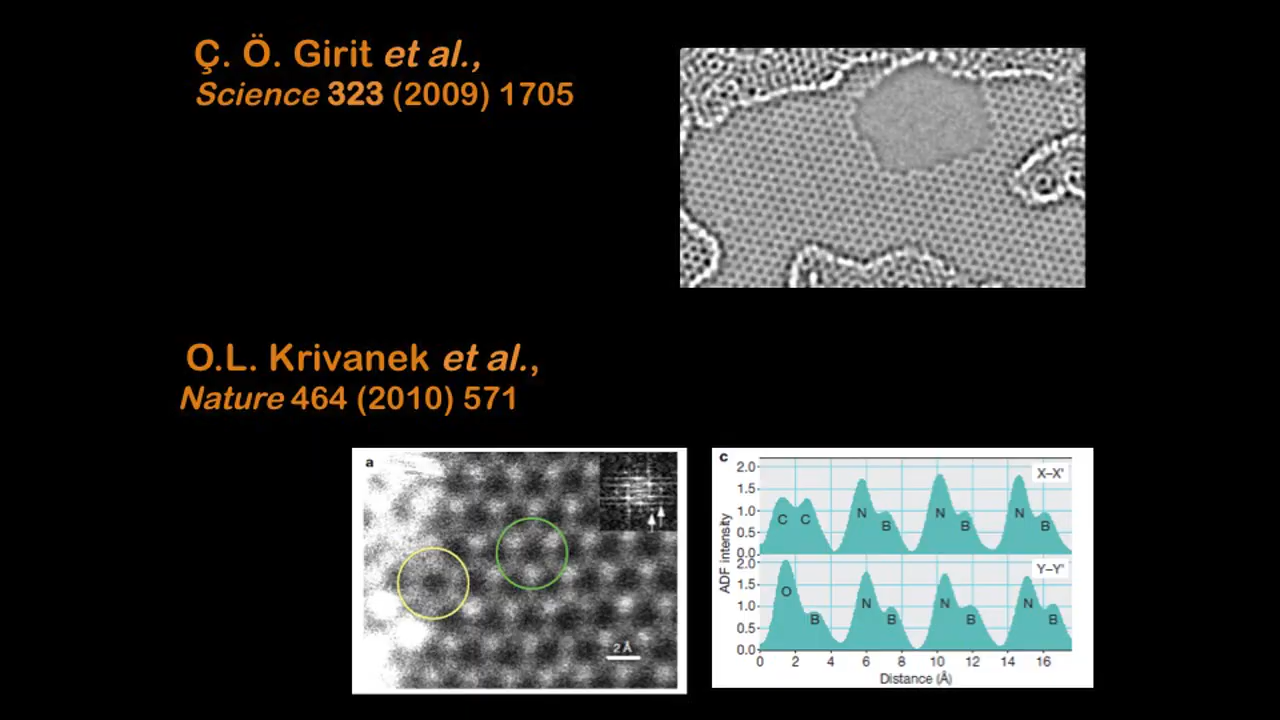 Ç. Ö. Girit et al.,
Science 323 (2009) 1705
O.L. Krivanek et al.,
Nature 464 (2010) 571
a
2 Å
c
X–X'
2.0
1.5
1.0
0.5
0.0
C C N B N B N B
Y–Y'
2.0
1.5
1.0
0.5
0.0
O B N B N B N B
ADF intensity
0 2 4 6 8 10 12 14 16
Distance (Å)